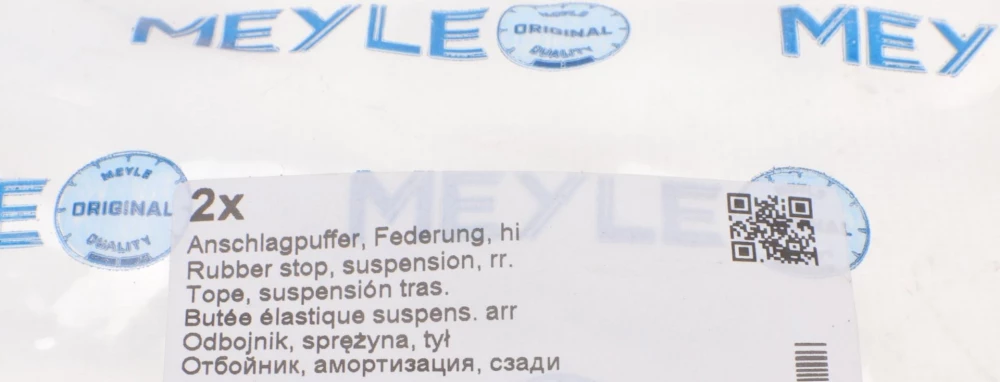 MEYLE ORIGINAL QUALITY MEY
E MEYLE ORIGINAL QUALITY MEYLE
2x
Anschlagpuffer, Federung, hi
Rubber stop, suspension, rr.
Tope, suspensión tras.
Butée élastique suspens. arr
Odbojnik, sprężyna, tył
Отбойник, амортизация, сзади